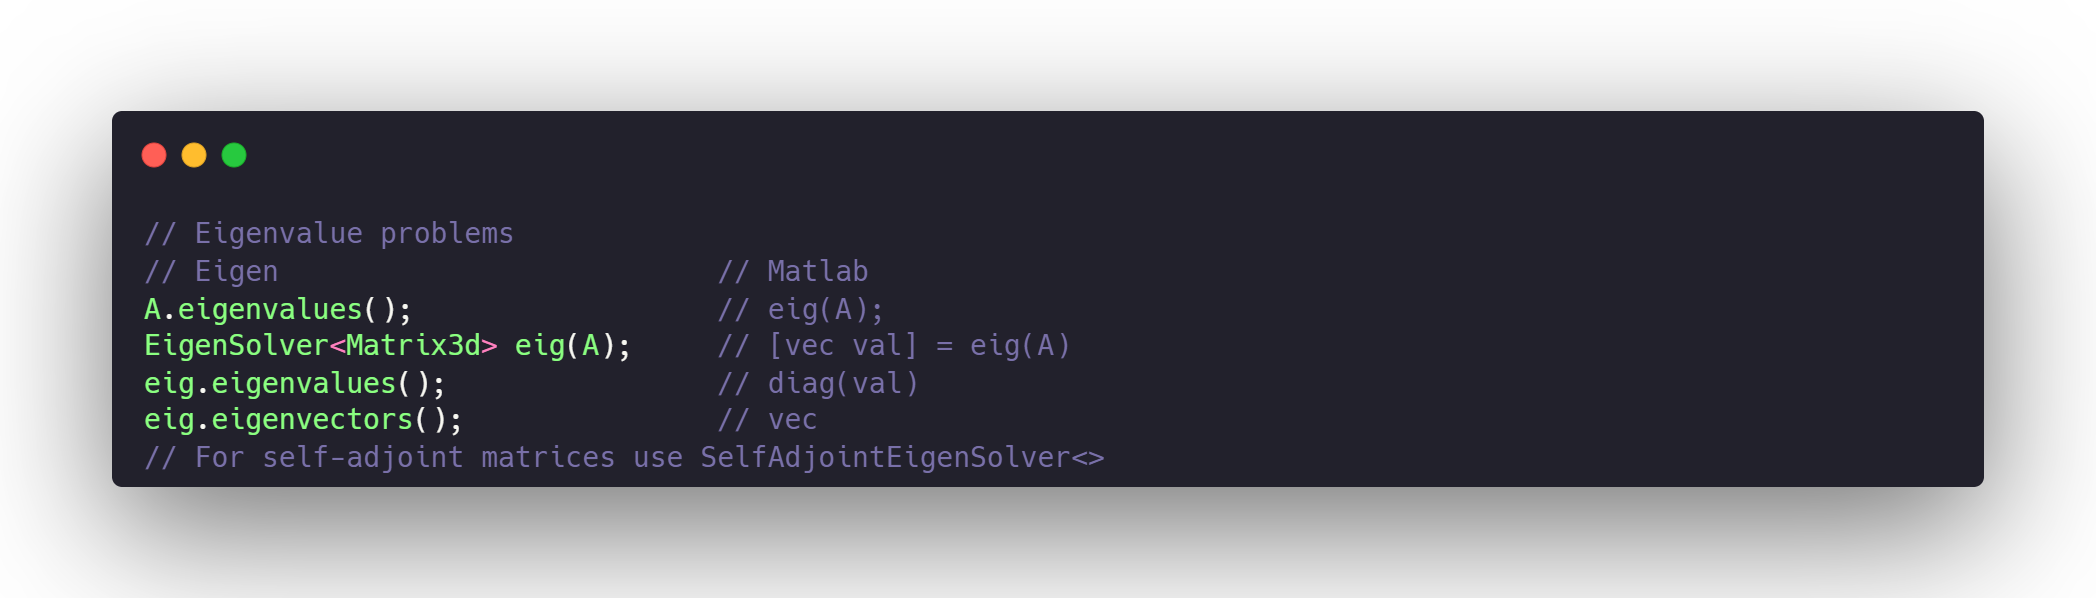 // Eigenvalue problems
// Eigen                          // Matlab
A.eigenvalues();                  // eig(A);
EigenSolver<Matrix3d> eig(A);     // [vec val] = eig(A)
eig.eigenvalues();                // diag(val)
eig.eigenvectors();               // vec
// For self-adjoint matrices use SelfAdjointEigenSolver<>